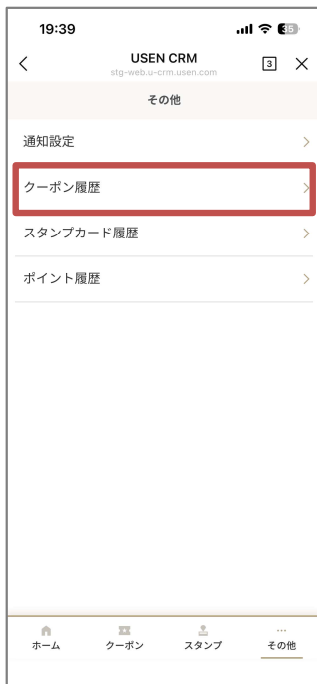 19:39
35
USEN CRM
3
stg-web.u-crm.usen.com
その他
通知設定
クーポン履歴
スタンプカード履歴
ポイント履歴
ホーム
クーポン
スタンプ
その他